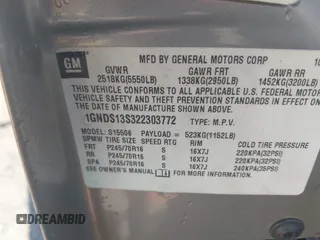 GM
MFD BY GENERAL MOTORS CORP 10
GVWR GAWR FRT GAWR RR
2518KG(5550LB) 1338KG(2950LB) 1452KG(3200LB)
THIS VEHICLE CONFORMS TO ALL APPLICABLE U.S. FEDERAL MOTOR
VEHICLE SAFETY AND THEFT PREVENTION STANDARDS IN
EFFECT ON THE DATE OF MANUFACTURE SHOWN ABOVE.
1GNDS13S322303772 TYPE: M.P.V.
MODEL: S15506 PAYLOAD = 523KG(1152LB)
TIRE SIZE SPEED RTG RIM COLD TIRE PRESSURE
FRT P245/70R16 S 16X7J 220KPA(32PSI)
RR P245/70R16 S 16X7J 220KPA(32PSI)
SPA P245/70R16 S 16X7J 240KPA(35PSI)
SEE OWNER'S MANUAL FOR ADDITIONAL INFORMATION.